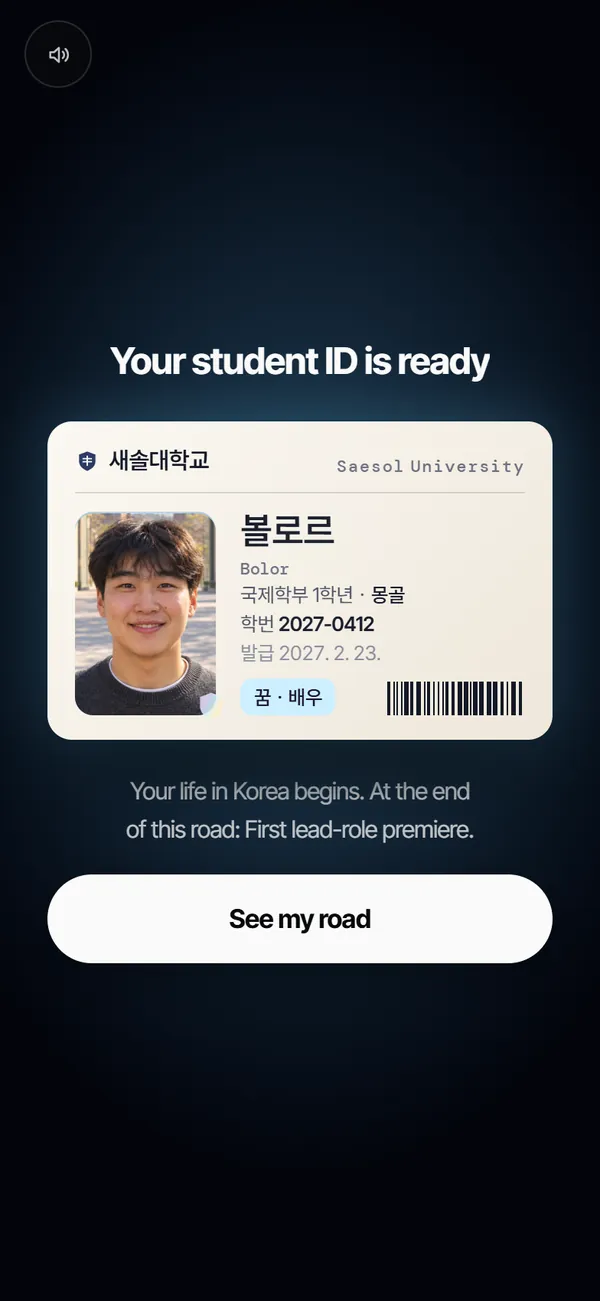 Your student ID is ready
새솔대학교
Saesol University
볼로르
Bolor
국제학부 1학년 · 몽골
학번 2027-0412
발급 2027. 2. 23.
꿈 · 배우
Your life in Korea begins. At the end
of this road: First lead-role premiere.
See my road